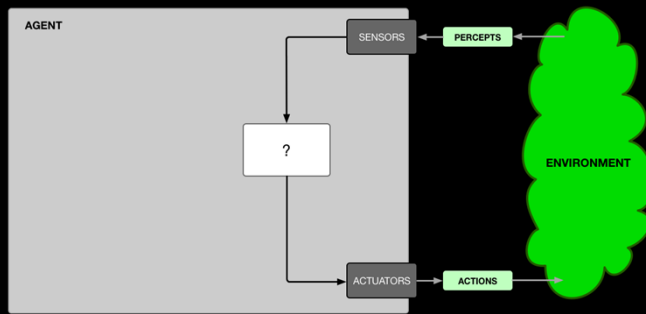 AGENT
SENSORS
PERCEPTS
?
ENVIRONMENT
ACTUATORS
ACTIONS